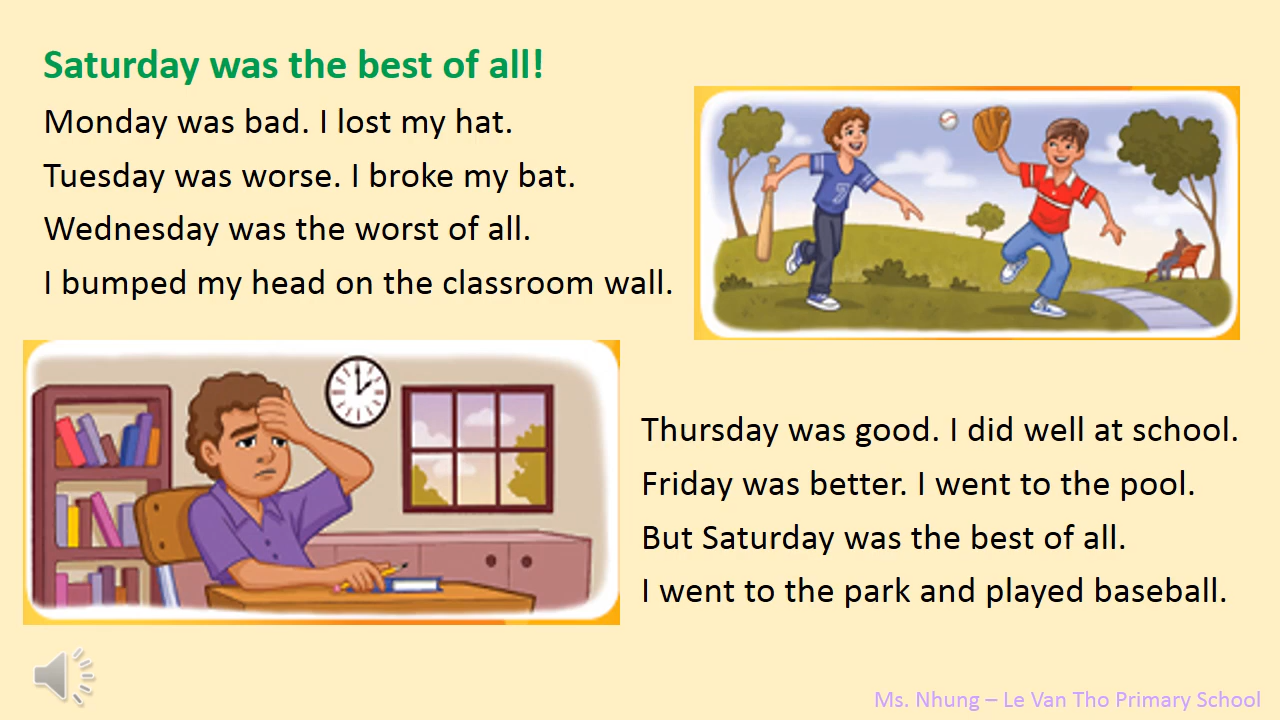 Saturday was the best of all!
Monday was bad. I lost my hat.
Tuesday was worse. I broke my bat.
Wednesday was the worst of all.
I bumped my head on the classroom wall.
7
Thursday was good. I did well at school.
Friday was better. I went to the pool.
But Saturday was the best of all.
I went to the park and played baseball.
Ms. Nhung – Le Van Tho Primary School